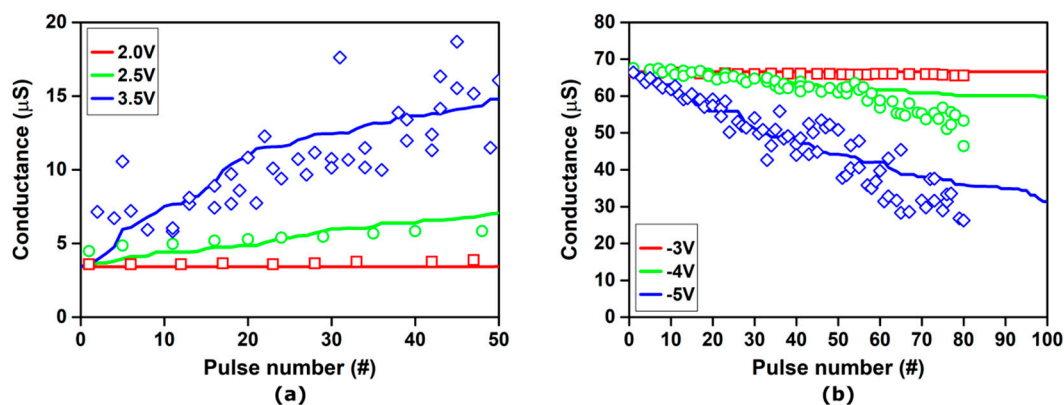 20
15
10
5
0
Conductance (µS)
2.0V
2.5V
3.5V
0 10 20 30 40 50
Pulse number (#)
(a)
80
70
60
50
40
30
20
10
0
Conductance (µS)
-3V
-4V
-5V
0 10 20 30 40 50 60 70 80 90 100
Pulse number (#)
(b)